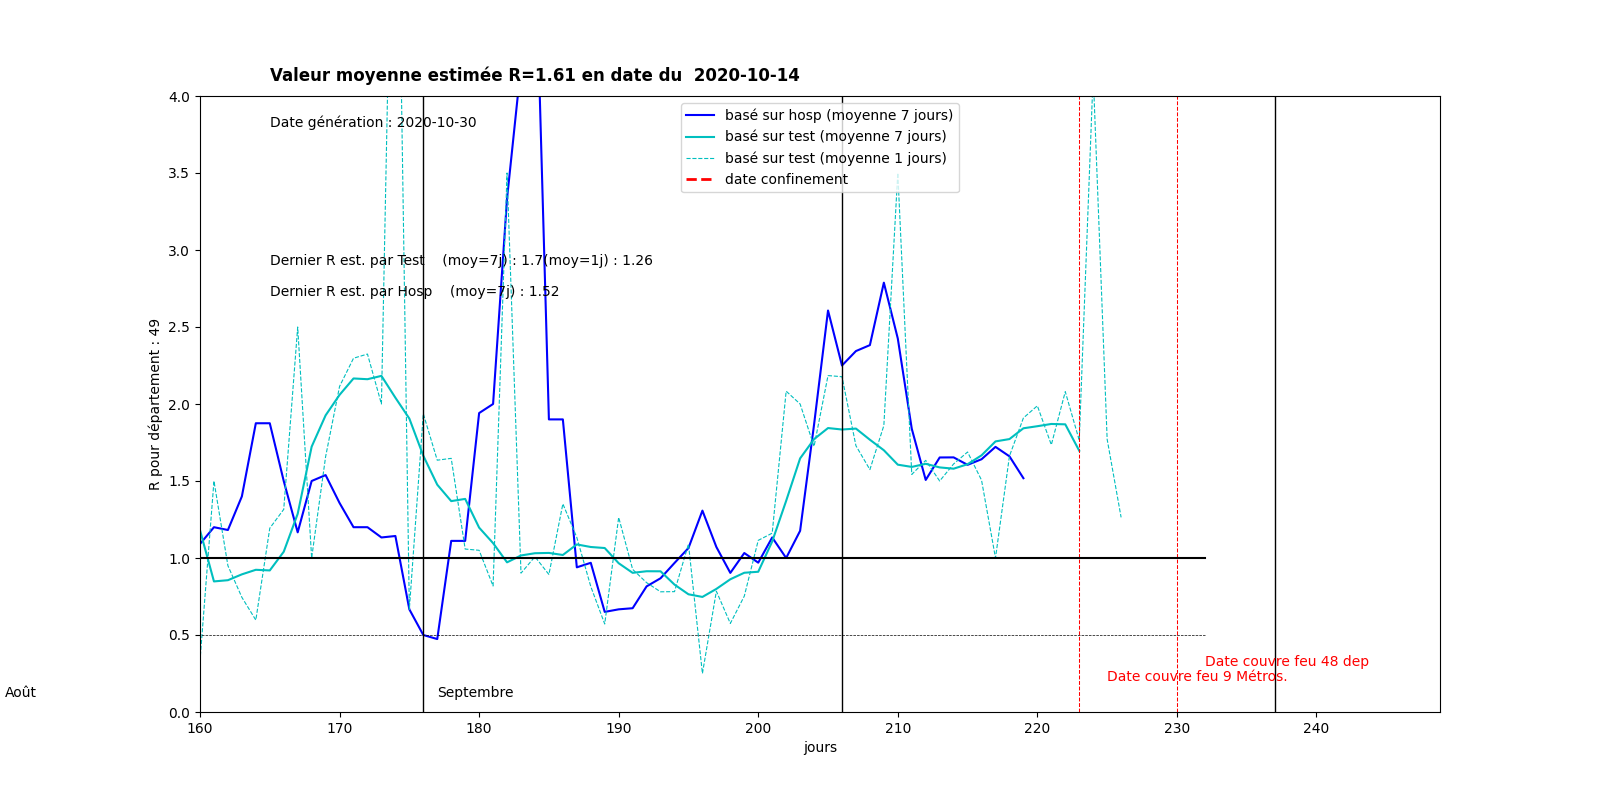 Valeur moyenne estimée R=1.61 en date du  2020-10-14
4.0
Date génération : 2020-10-30
basé sur hosp (moyenne 7 jours)
basé sur test (moyenne 7 jours)
basé sur test (moyenne 1 jours)
date confinement
3.5
3.0
Dernier R est. par Test    (moy=7j) : 1.7(moy=1j) : 1.26
Dernier R est. par Hosp    (moy=7j) : 1.52
2.5
2.0
R pour département : 49
1.5
1.0
0.5
Date couvre feu 48 dep
Date couvre feu 9 Métros.
Août
Septembre
0.0
160 170 180 190 200 210 220 230 240
jours